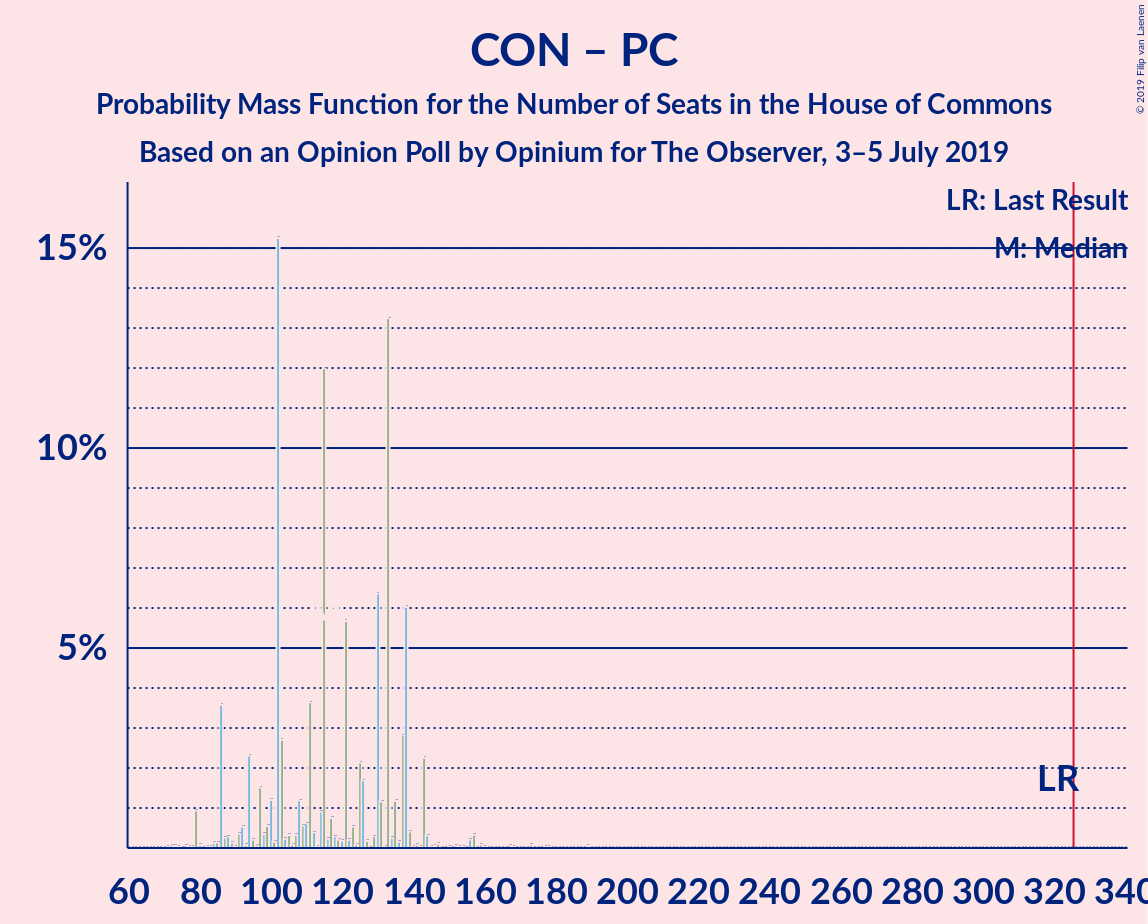 CON – PC
Probability Mass Function for the Number of Seats in the House of Commons
Based on an Opinion Poll by Opinium for The Observer, 3–5 July 2019
© 2019 Filip van Laenen
LR: Last Result
M: Median
15%
10%
5%
LR
60 80 100 120 140 160 180 200 220 240 260 280 300 320 340